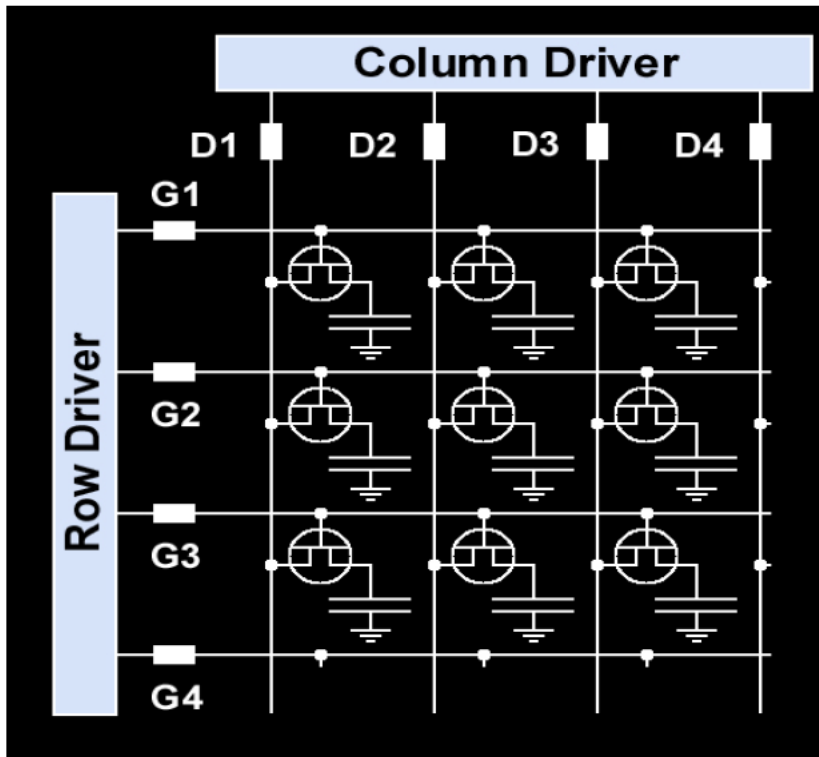 Column Driver
D1 D2 D3 D4
G1
G2
G3
G4
Row Driver